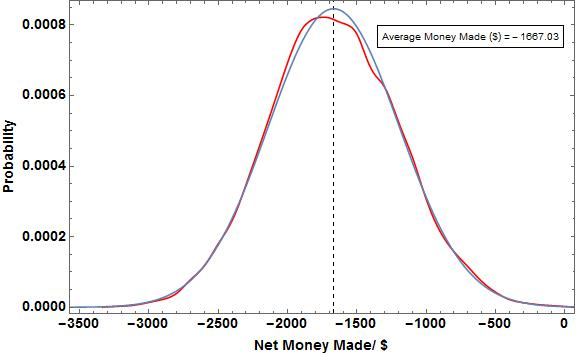 0.0008
Average Money Made ($) = – 1667.03
0.0006
Probability
0.0004
0.0002
0.0000
−3500 −3000 −2500 −2000 −1500 −1000 −500 0
Net Money Made/ $